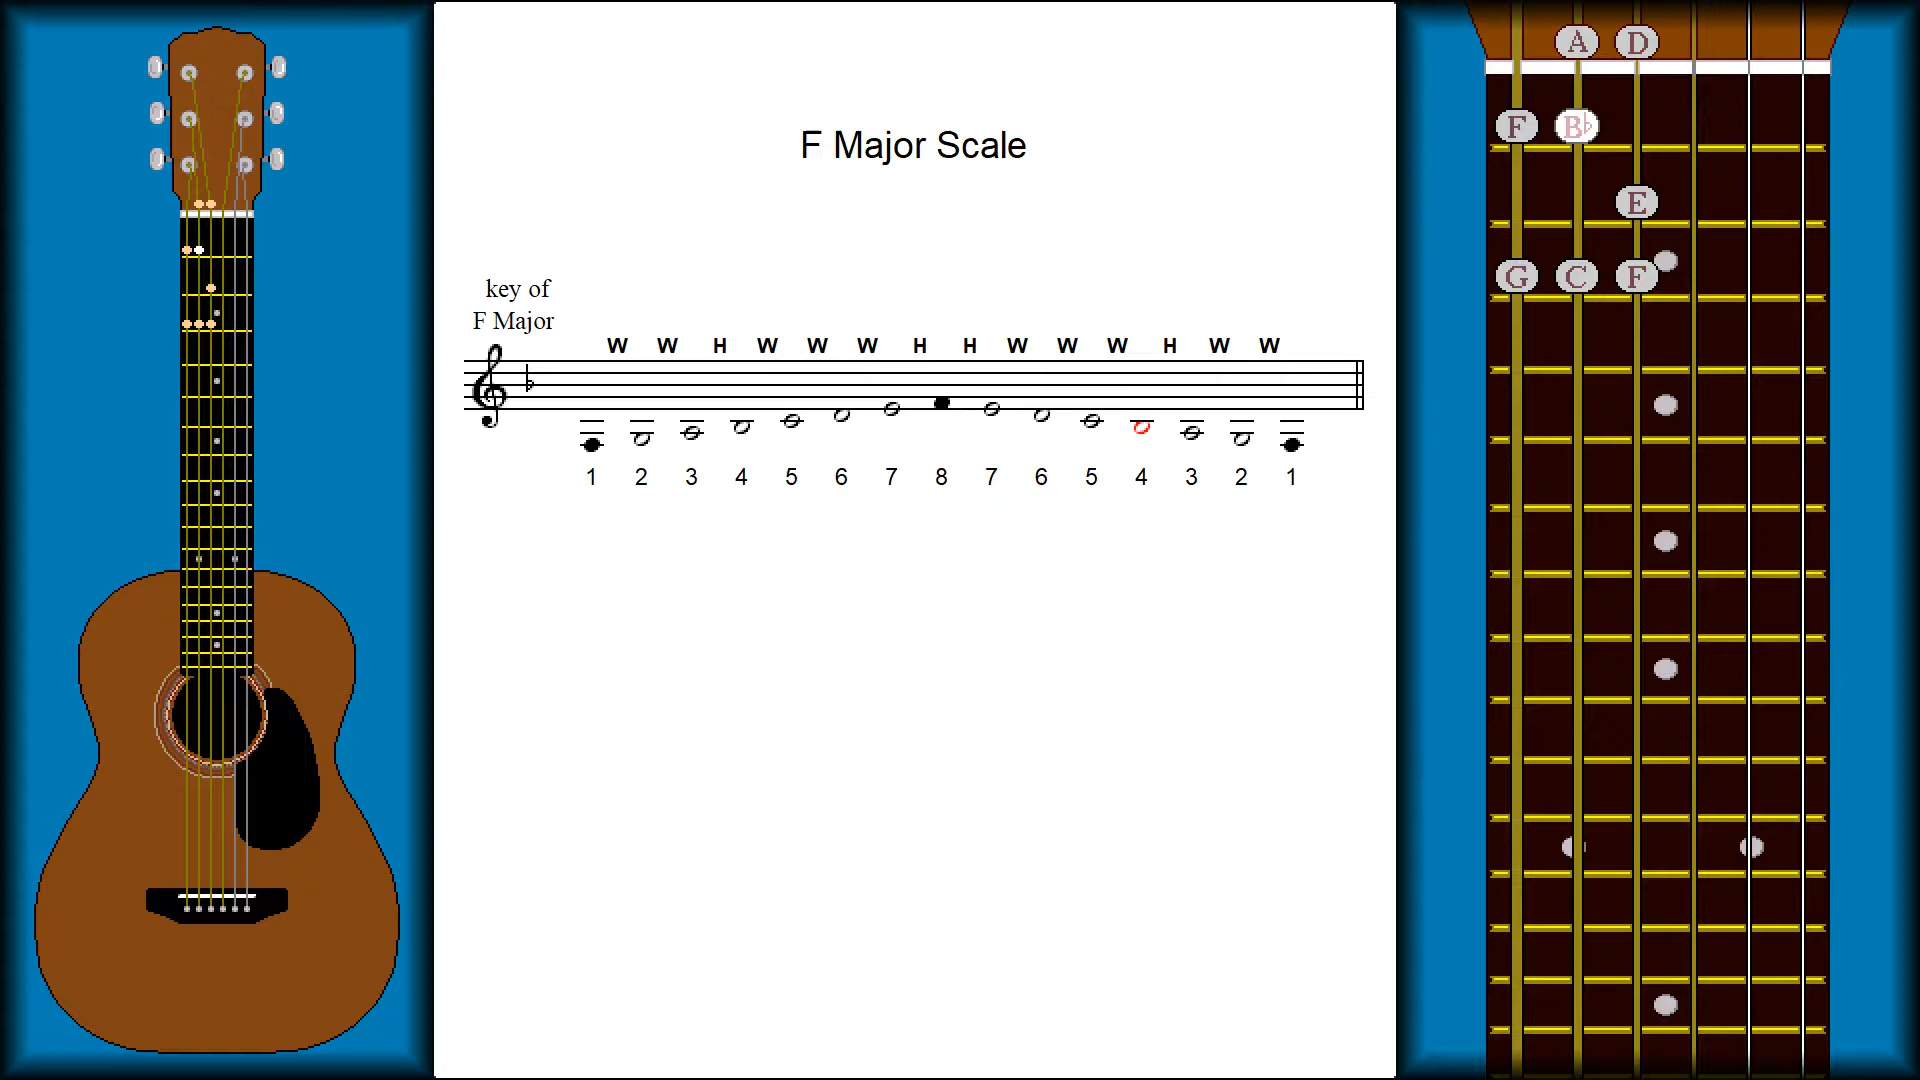 F Major Scale
key of
F Major
W W H W W W H H W W W H W W
1 2 3 4 5 6 7 8 7 6 5 4 3 2 1
A D
F B♭
E
G C F